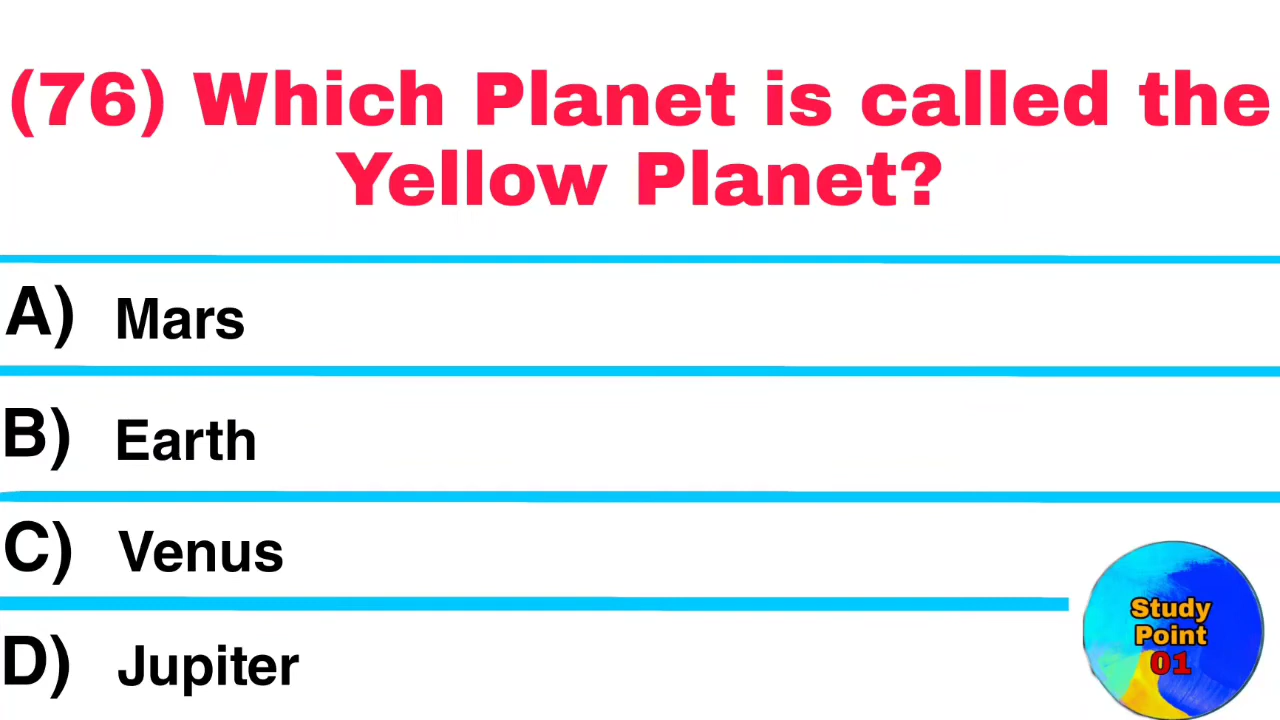 (76) Which Planet is called the
Yellow Planet?
A) Mars
B) Earth
C) Venus
D) Jupiter
Study
Point
01